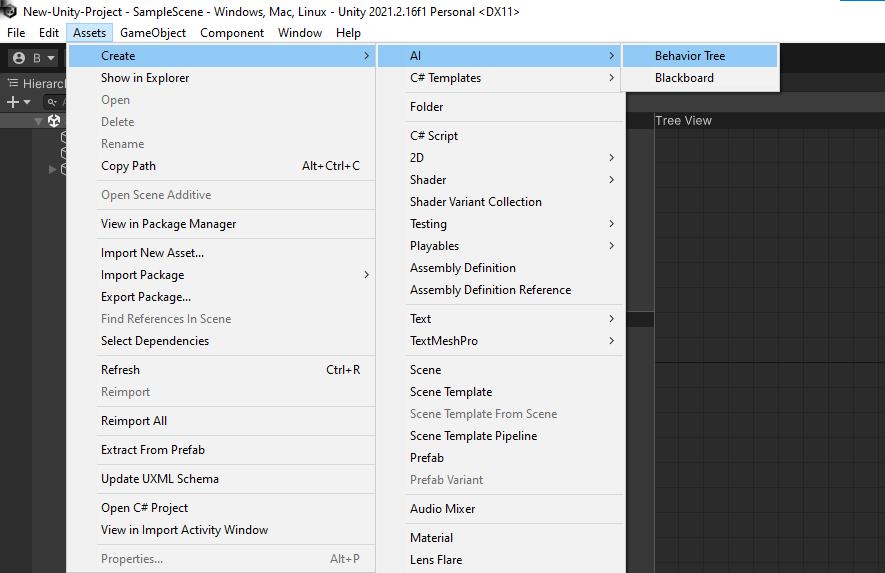 New-Unity-Project - SampleScene - Windows, Mac, Linux - Unity 2021.2.16f1 Personal <DX11>
File Edit Assets GameObject Component Window Help
B
Hierarc
Create
Show in Explorer
Open
Delete
Rename
Copy Path Alt+Ctrl+C
Open Scene Additive
View in Package Manager
Import New Asset...
Import Package
Export Package...
Find References In Scene
Select Dependencies
Refresh Ctrl+R
Reimport
Reimport All
Extract From Prefab
Update UXML Schema
Open C# Project
View in Import Activity Window
Properties... Alt+P
AI
C# Templates
Folder
C# Script
2D
Shader
Shader Variant Collection
Testing
Playables
Assembly Definition
Assembly Definition Reference
Text
TextMeshPro
Scene
Scene Template
Scene Template From Scene
Scene Template Pipeline
Prefab
Prefab Variant
Audio Mixer
Material
Lens Flare
Behavior Tree
Blackboard
Tree View